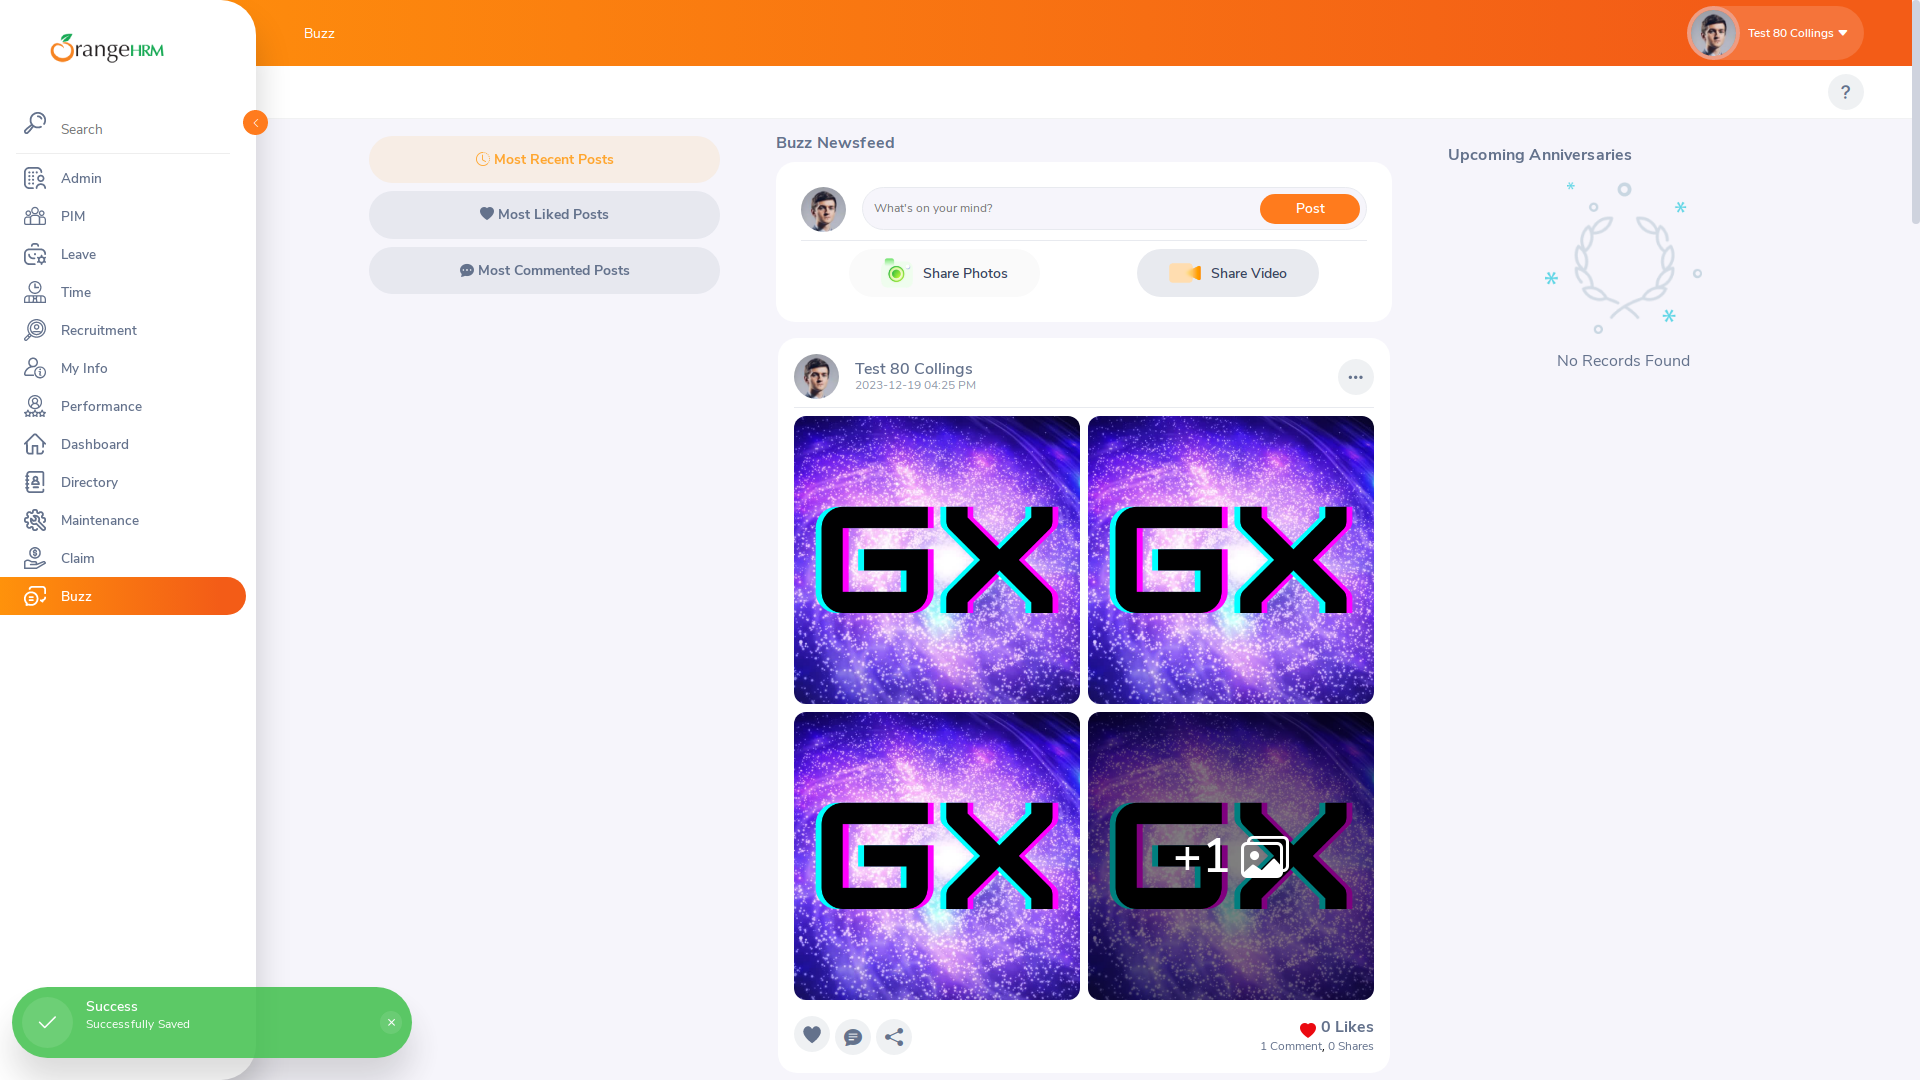 OrangeHRM
Search
Admin
PIM
Leave
Time
Recruitment
My Info
Performance
Dashboard
Directory
Maintenance
Claim
Buzz
Buzz
Test 80 Collings
?
Most Recent Posts
Most Liked Posts
Most Commented Posts
Buzz Newsfeed
What's on your mind?
Post
Share Photos
Share Video
Test 80 Collings
2023-12-19 04:25 PM
GX
GX
GX
GX
+1
0 Likes
1 Comment, 0 Shares
Upcoming Anniversaries
No Records Found
Success
Successfully Saved
×